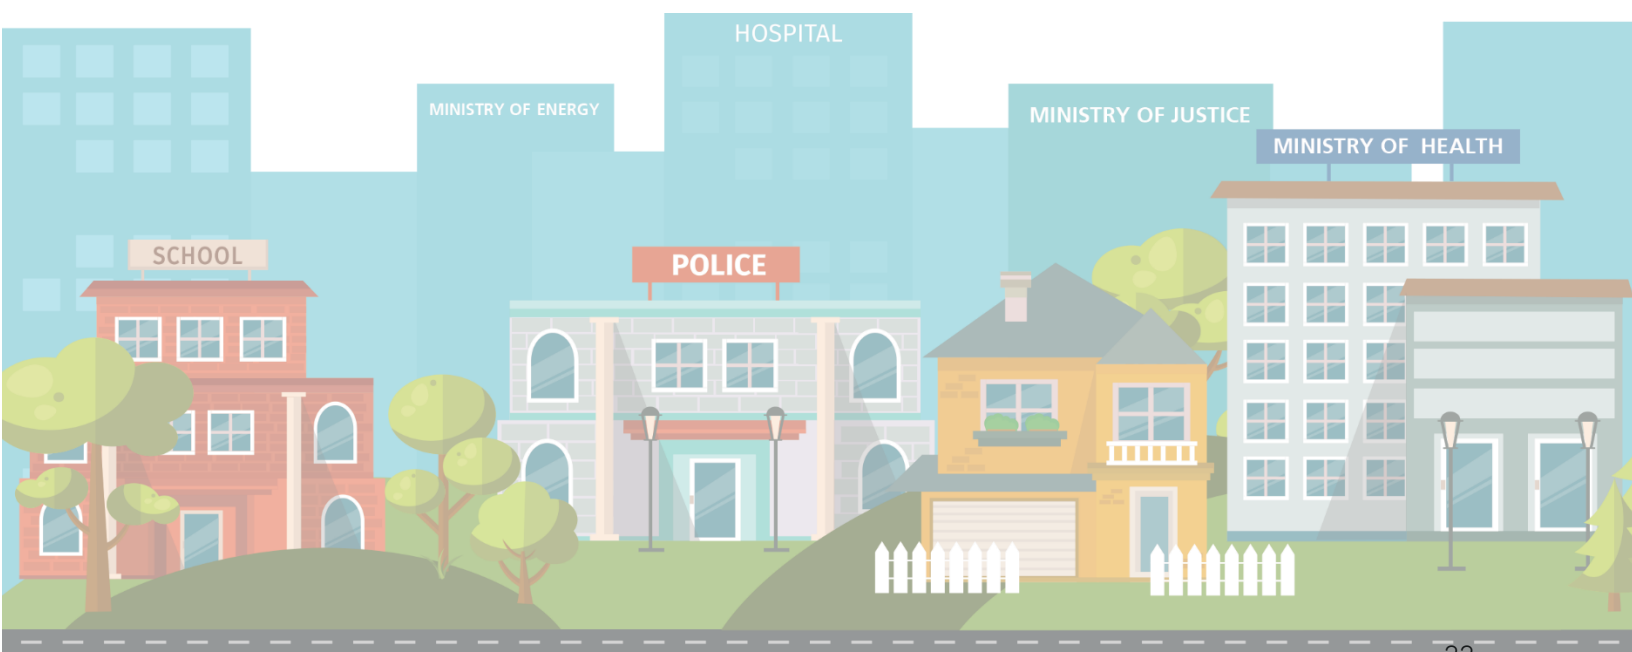 HOSPITAL
MINISTRY OF ENERGY
MINISTRY OF JUSTICE
MINISTRY OF HEALTH
SCHOOL
POLICE